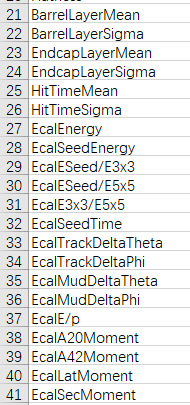 21 BarrelLayerMean
22 BarrelLayerSigma
23 EndcapLayerMean
24 EndcapLayerSigma
25 HitTimeMean
26 HitTimeSigma
27 EcalEnergy
28 EcalSeedEnergy
29 EcalESeed/E3x3
30 EcalESeed/E5x5
31 EcalE3x3/E5x5
32 EcalSeedTime
33 EcalTrackDeltaTheta
34 EcalTrackDeltaPhi
35 EcalMudDeltaTheta
36 EcalMudDeltaPhi
37 EcalE/p
38 EcalA20Moment
39 EcalA42Moment
40 EcalLatMoment
41 EcalSecMoment